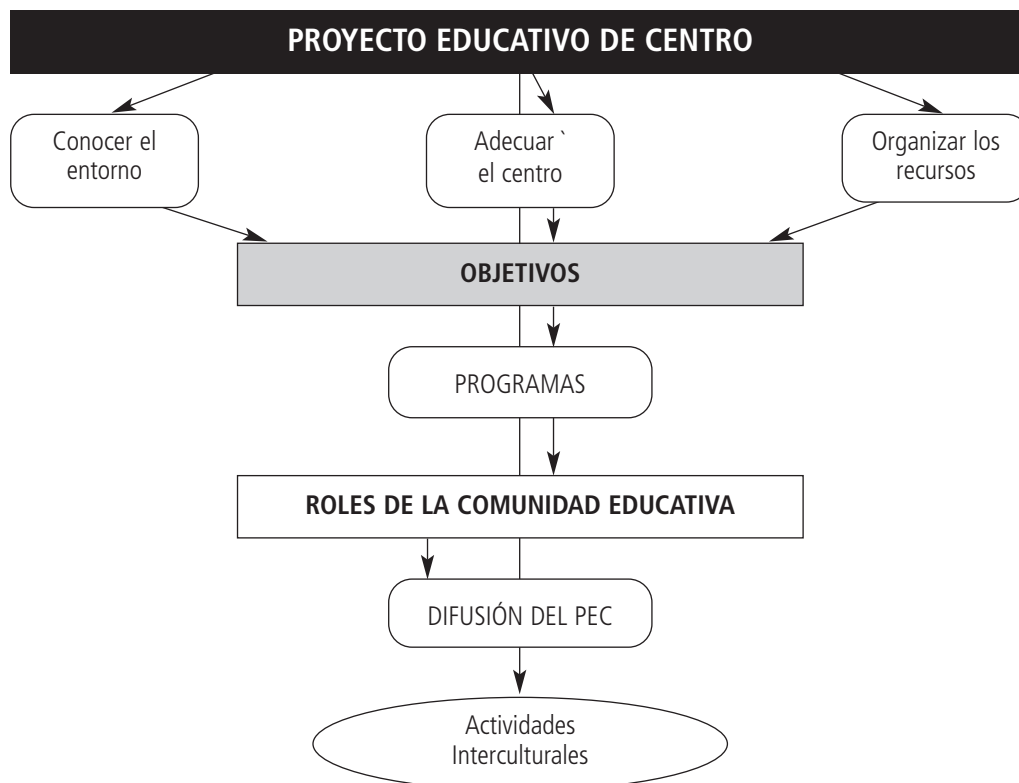 PROYECTO EDUCATIVO DE CENTRO
Conocer el
entorno
Adecuar `
el centro
Organizar los
recursos
OBJETIVOS
PROGRAMAS
ROLES DE LA COMUNIDAD EDUCATIVA
DIFUSIÓN DEL PEC
Actividades
Interculturales